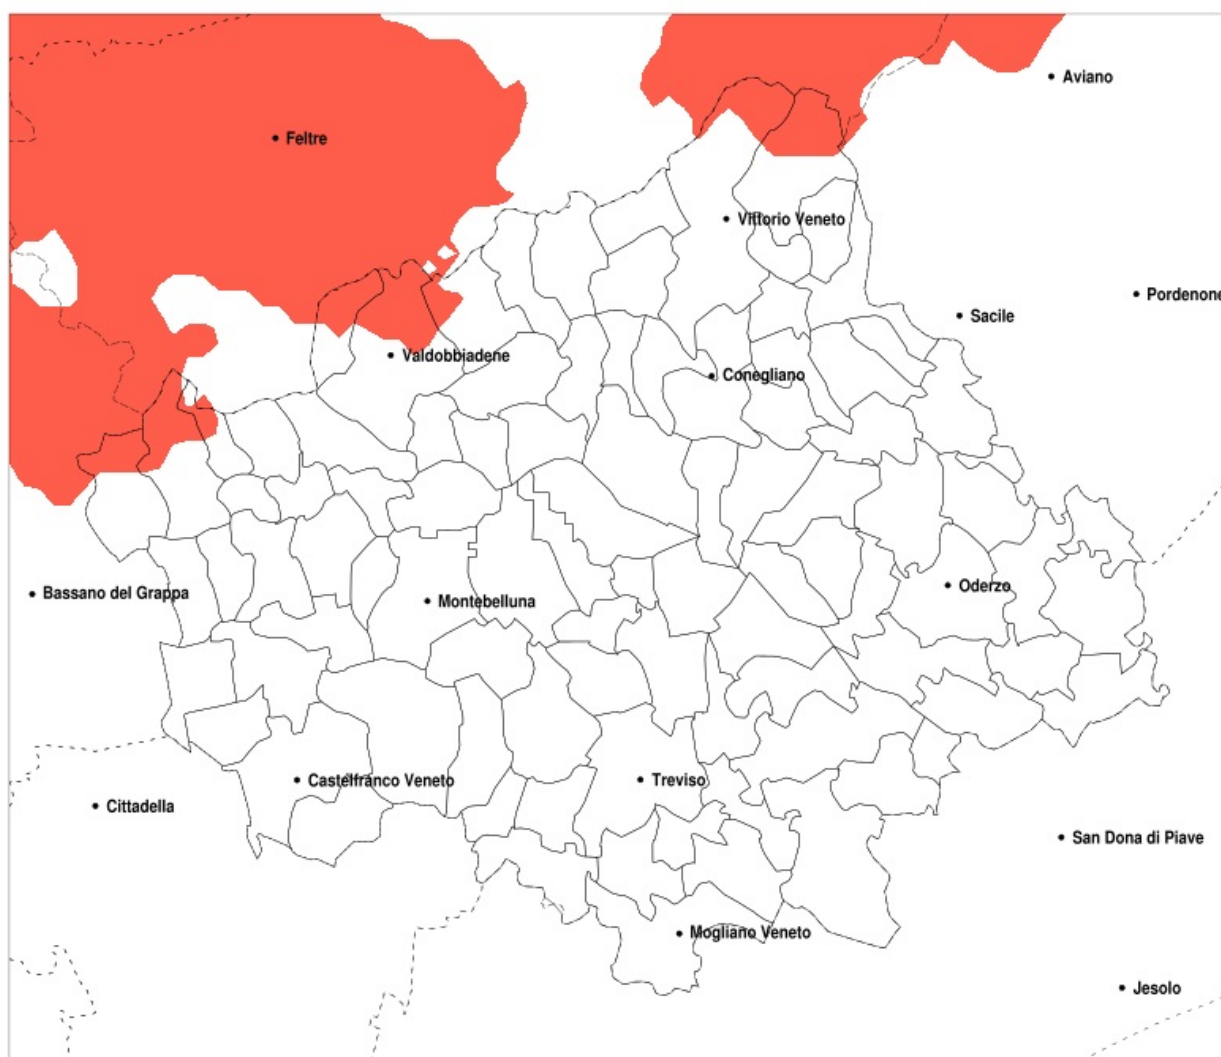 Aviano
Feltre
Vittorio Veneto
Pordenone
Sacile
Valdobbiadene
Conegliano
Oderzo
Bassano del Grappa
Montebelluna
Castelfranco Veneto
Treviso
Cittadella
San Dona di Piave
Mogliano Veneto
Jesolo